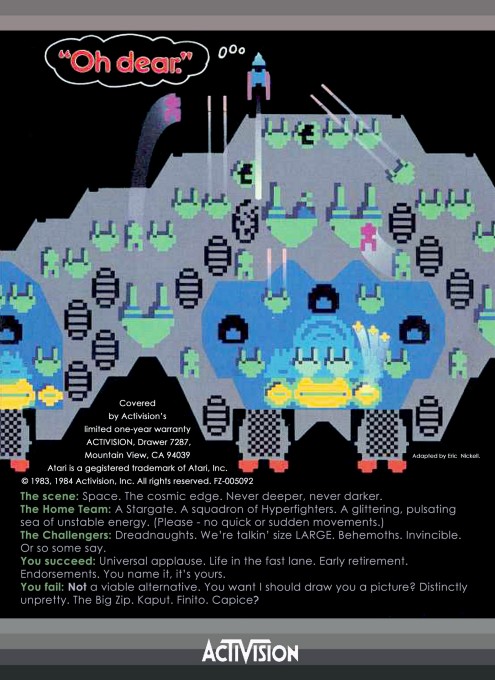 "Oh dear."
Covered
by Activision's
limited one-year warranty
ACTIVISION, Drawer 7287,
Mountain View, CA 94039
Adapted by Eric Nickell.
Atari is a gegistered trademark of Atari, Inc.
© 1983, 1984 Activision, Inc. All rights reserved. FZ-005092
The scene: Space. The cosmic edge. Never deeper, never darker.
The Home Team: A Stargate. A squadron of Hyperfighters. A glittering, pulsating
sea of unstable energy. (Please - no quick or sudden movements.)
The Challengers: Dreadnaughts. We're talkin' size LARGE. Behemoths. Invincible.
Or so some say.
You succeed: Universal applause. Life in the fast lane. Early retirement.
Endorsements. You name it, it's yours.
You fail: Not a viable alternative. You want I should draw you a picture? Distinctly
unpretty. The Big Zip. Kaput. Finito. Capice?
ACTIVISION